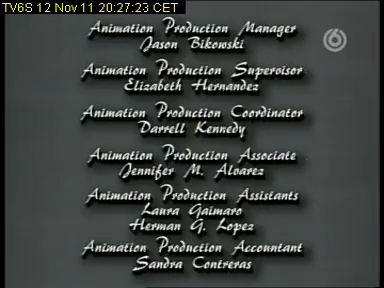 TV6S 12 Nov 11 20:27:23 CET
6
Animation Production Manager
Jason Bikowski
Animation Production Supervisor
Elizabeth Hernandez
Animation Production Coordinator
Darrell Kennedy
Animation Production Associate
Jennifer M. Alvarez
Animation Production Assistants
Laura Gaimaro
Herman G. Lopez
Animation Production Accountant
Sandra Contreras